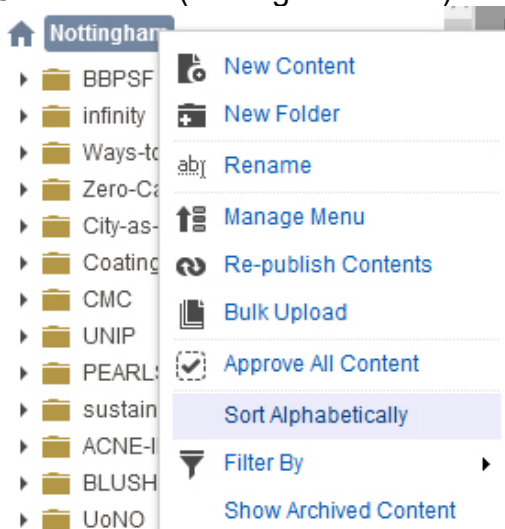 Nottingham
BBPSF
infinity
Ways-to
Zero-Ca
City-as-
Coating
CMC
UNIP
PEARL
sustain
ACNE-I
BLUSH
UoNO
New Content
New Folder
Rename
Manage Menu
Re-publish Contents
Bulk Upload
Approve All Content
Sort Alphabetically
Filter By
Show Archived Content